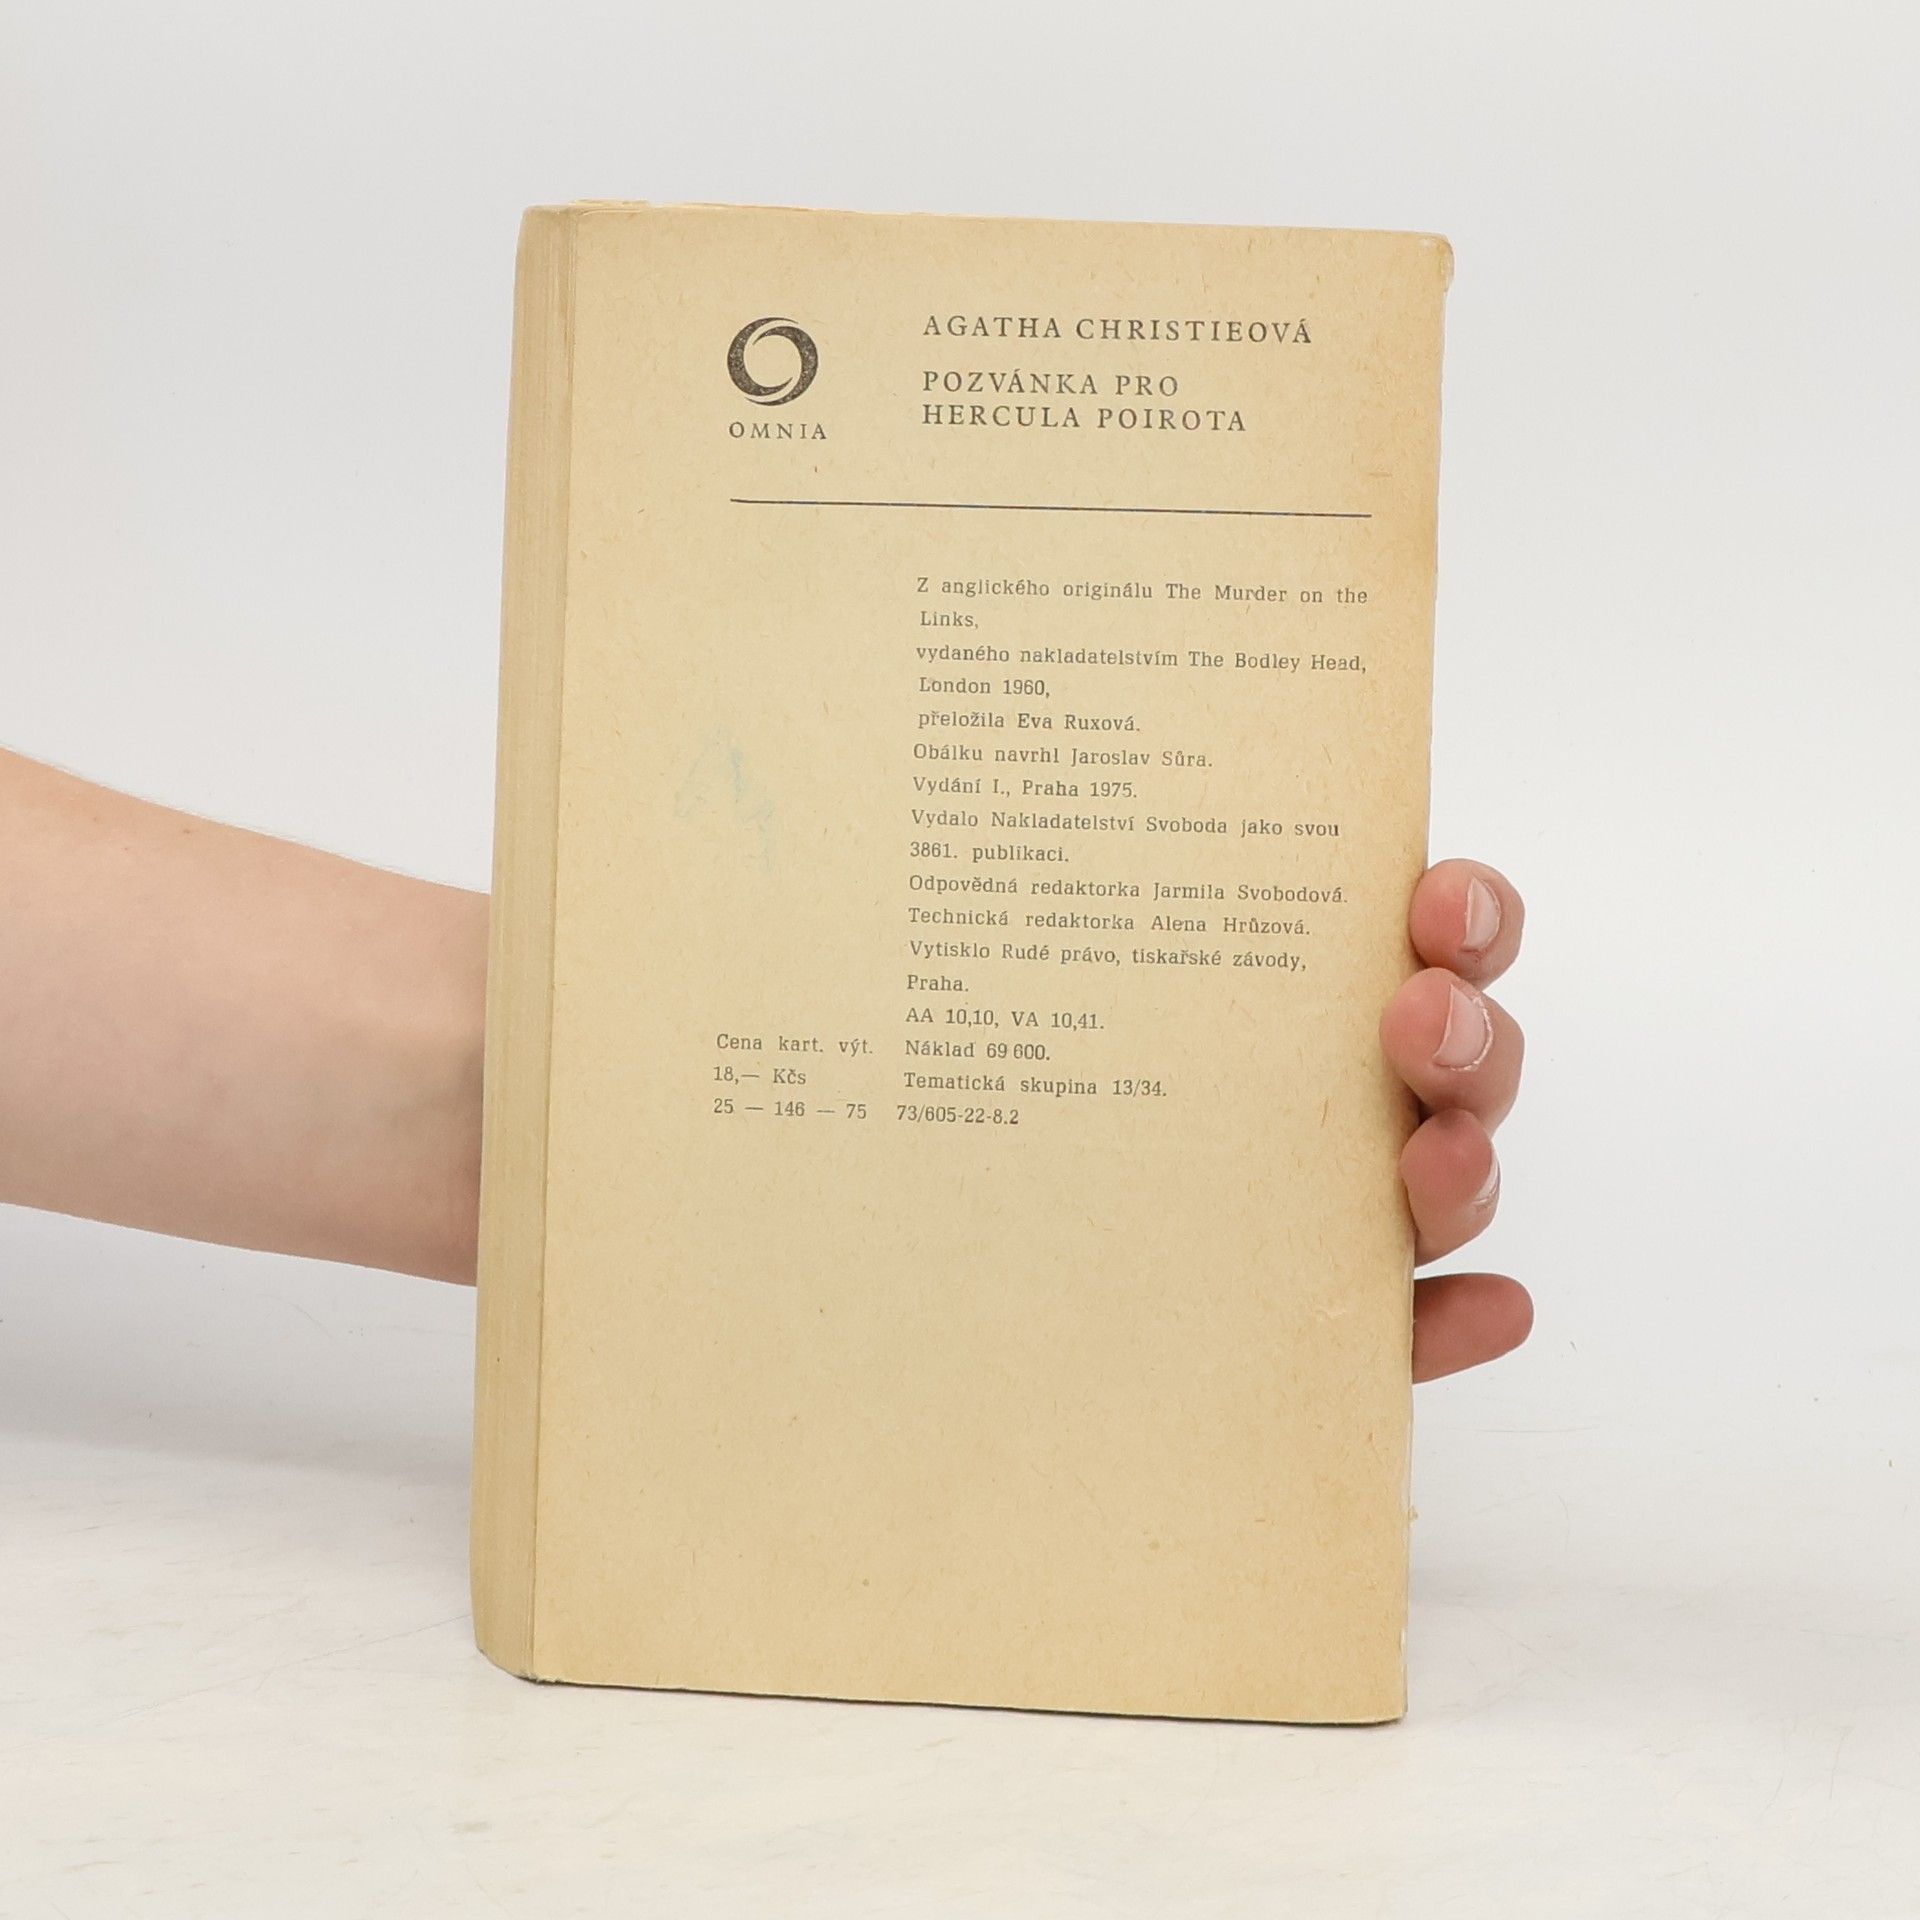 OMNIA
AGATHA CHRISTIEOVÁ
POZVÁNKA PRO
HERCULA POIROTA
Z anglického originálu The Murder on the
Links,
vydaného nakladatelstvím The Bodley Head,
London 1960,
přeložila Eva Ruxová.
Obálku navrhl Jaroslav Sůra.
Vydání I., Praha 1975.
Vydalo Nakladatelství Svoboda jako svou
3861. publikaci.
Odpovědná redaktorka Jarmila Svobodová.
Technická redaktorka Alena Hrůzová.
Vytisklo Rudé právo, tiskařské závody,
Praha.
AA 10,10, VA 10,41.
Cena kart. výt. Náklad 69 600.
18,— Kčs Tematická skupina 13/34.
25 — 146 — 75 73/605-22-8.2